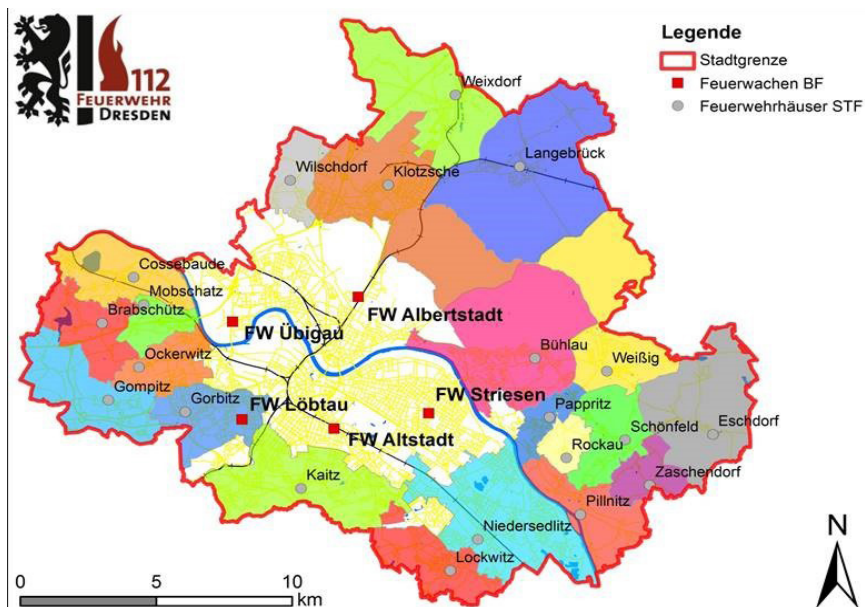 112
FEUERWEHR
DRESDEN
Legende
Stadtgrenze
Feuerwachen BF
Feuerwehrhäuser STF
Weixdorf
Langebrück
Wilschdorf
Klotzsche
Cossebaude
Mobschatz
Brabschütz
FW Albertstadt
FW Übigau
Ockerwitz
Bühlau
Weißig
Gompitz
Gorbitz
FW Löbtau
FW Striesen
Pappritz
FW Altstadt
Schönfeld
Eschdorf
Rockau
Kaitz
Zaschendorf
Pillnitz
Niedersedlitz
Lockwitz
N
0 5 10
km